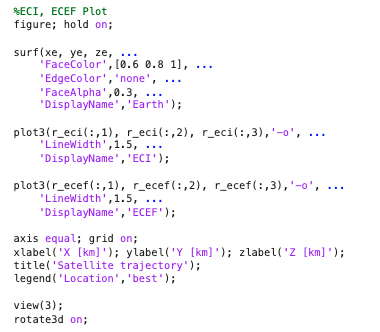 %ECI, ECEF Plot
figure; hold on;
surf(xe, ye, ze, ...
'FaceColor',[0.6 0.8 1], ...
'EdgeColor','none', ...
'FaceAlpha',0.3, ...
'DisplayName','Earth');
plot3(r_eci(:,1), r_eci(:,2), r_eci(:,3),'-o', ...
'LineWidth',1.5, ...
'DisplayName','ECI');
plot3(r_ecef(:,1), r_ecef(:,2), r_ecef(:,3),'-o', ...
'LineWidth',1.5, ...
'DisplayName','ECEF');
axis equal; grid on;
xlabel('X [km]'); ylabel('Y [km]'); zlabel('Z [km]');
title('Satellite trajectory');
legend('Location','best');
view(3);
rotate3d on;